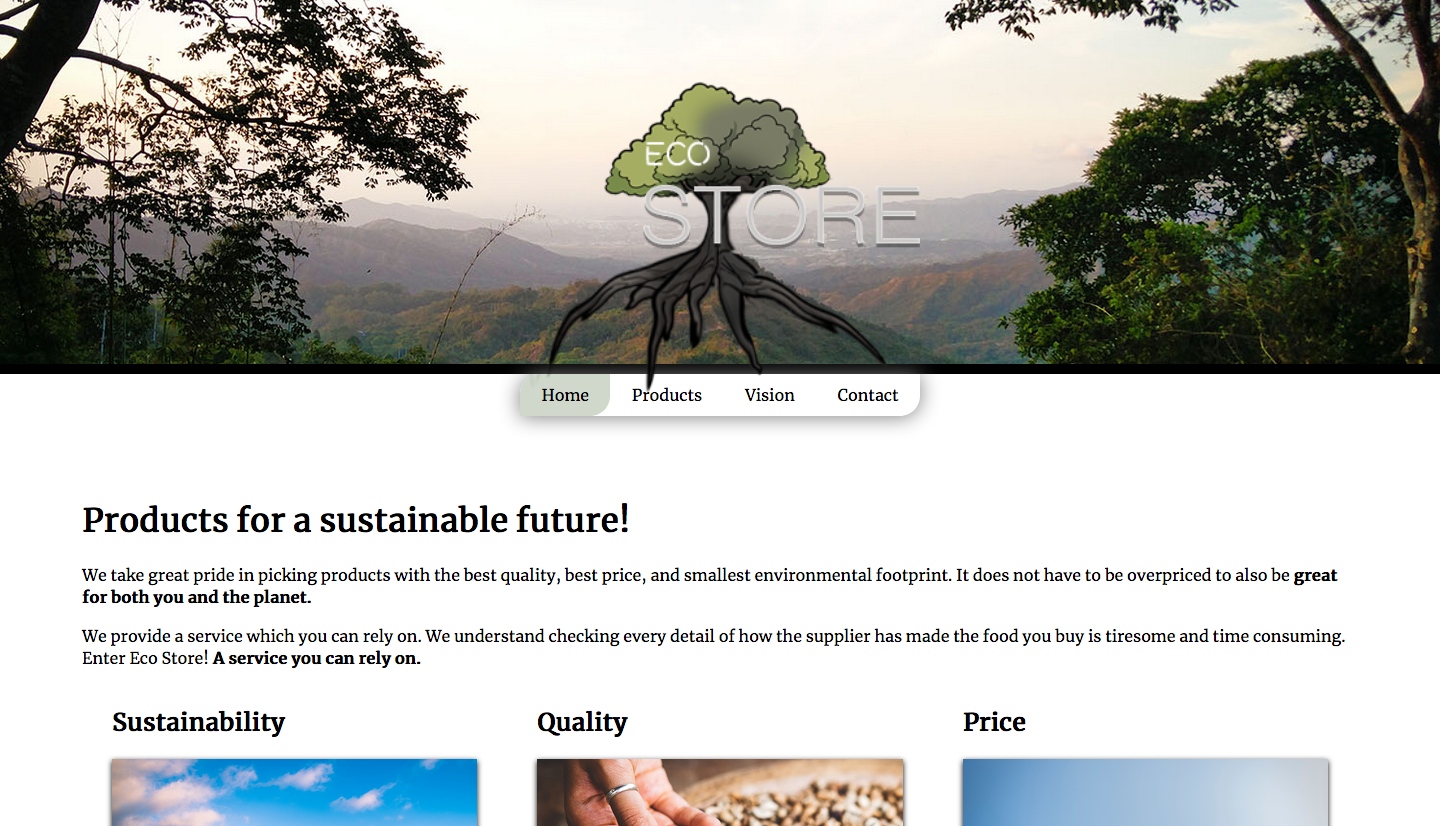 ECO
STORE
Home Products Vision Contact
Products for a sustainable future!
We take great pride in picking products with the best quality, best price, and smallest environmental footprint. It does not have to be overpriced to also be great
for both you and the planet.
We provide a service which you can rely on. We understand checking every detail of how the supplier has made the food you buy is tiresome and time consuming.
Enter Eco Store! A service you can rely on.
Sustainability Quality Price